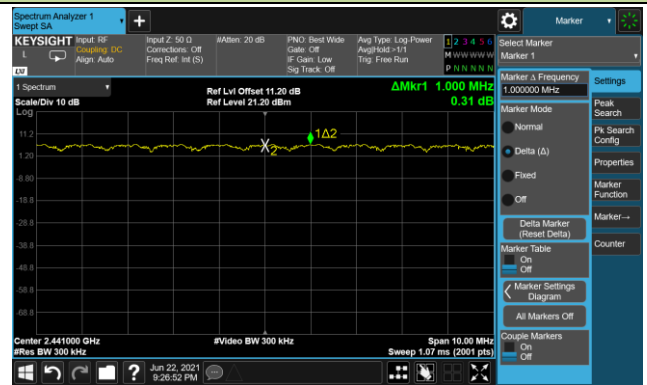 Spectrum Analyzer 1
Swept SA
Marker
KEYSIGHT
L
LXI
Input: RF
Coupling: DC
Align: Auto
Input Z: 50 Ω
Corrections: Off
Freq Ref: Int (S)
#Atten: 20 dB
PNO: Best Wide
Gate: Off
IF Gain: Low
Sig Track: Off
Avg Type: Log-Power
Avg|Hold:>1/1
Trig: Free Run
1 2 3 4 5 6
M W W W W W
P N N N N N
Select Marker
Marker 1
1 Spectrum
Scale/Div 10 dB
Log
Ref Lvl Offset 11.20 dB
Ref Level 21.20 dBm
ΔMkr1 1.000 MHz
0.31 dB
11.2
1.20
-8.80
-18.8
-28.8
-38.8
-48.8
-58.8
-68.8
1Δ2
X2
Center 2.441000 GHz
#Res BW 300 kHz
#Video BW 300 kHz
Span 10.00 MHz
Sweep 1.07 ms (2001 pts)
Marker Δ Frequency
1.000000 MHz
Marker Mode
Normal
Delta (Δ)
Fixed
Off
Delta Marker
(Reset Delta)
Marker Table
On
Off
Marker Settings
Diagram
All Markers Off
Couple Markers
On
Off
Settings
Peak
Search
Pk Search
Config
Properties
Marker
Function
Marker→
Counter
?
Jun 22, 2021
9:26:52 PM